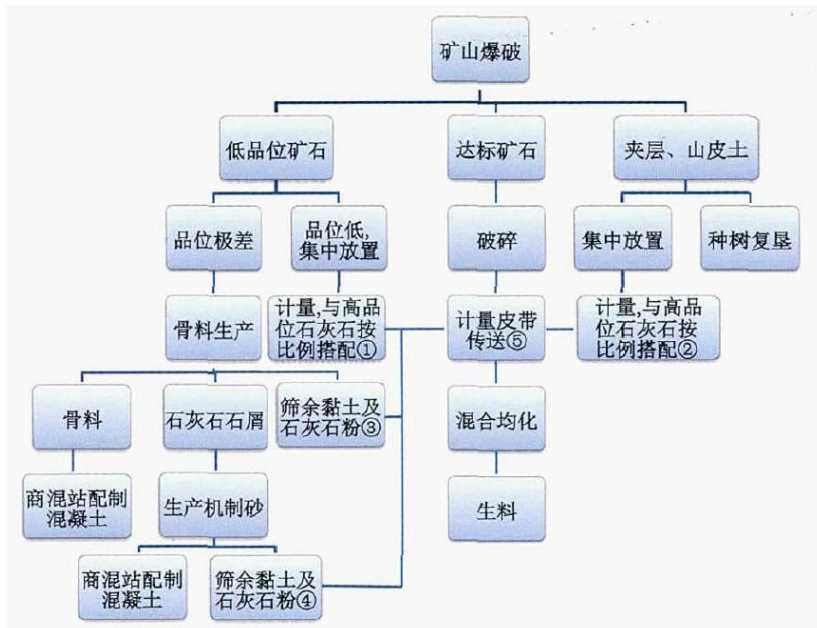 矿山爆破
低品位矿石
达标矿石
夹层、山皮土
品位极差
品位低,
集中放置
破碎
集中放置
种树复垦
骨料生产
计量,与高品
位石灰石按
比例搭配①
计量皮带
传送⑤
计量,与高品
位石灰石按
比例搭配②
骨料
石灰石石屑
筛余黏土及
石灰石粉③
混合均化
商混站配制
混凝土
生产机制砂
生料
商混站配制
混凝土
筛余黏土及
石灰石粉④